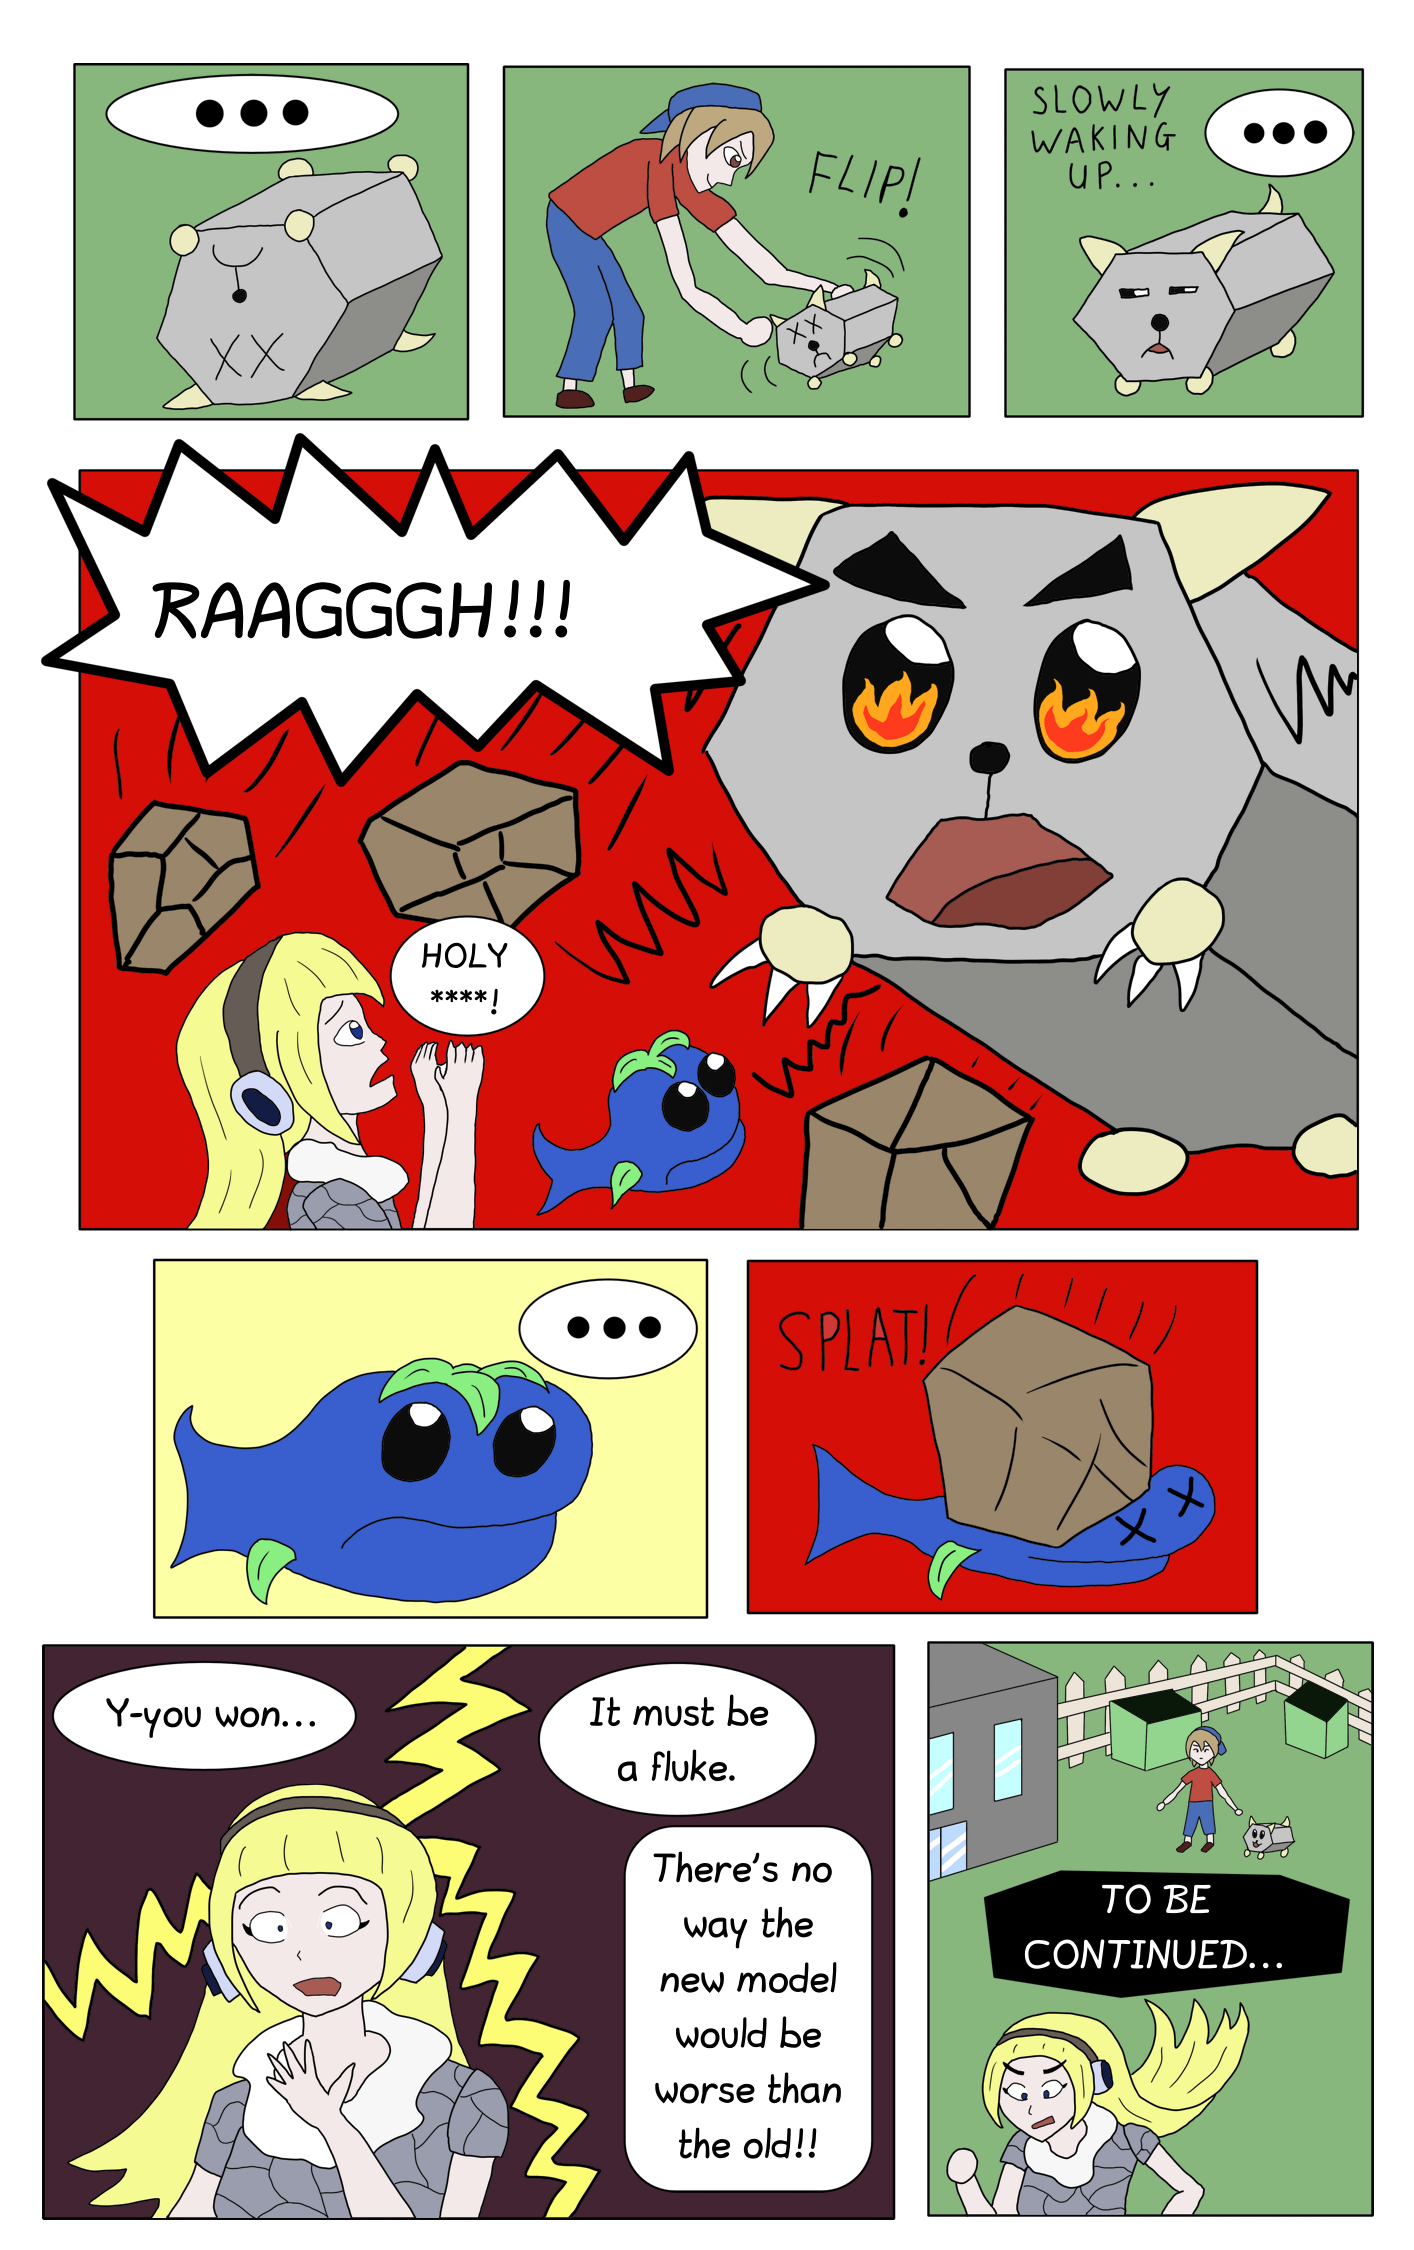 ...
FLIP!
SLOWLY
WAKING
UP...
...
RAAGGGH!!!
HOLY
****!
...
SPLAT!
Y-you won...
It must be
a fluke.
There's no
way the
new model
would be
worse than
the old!!
TO BE
CONTINUED...